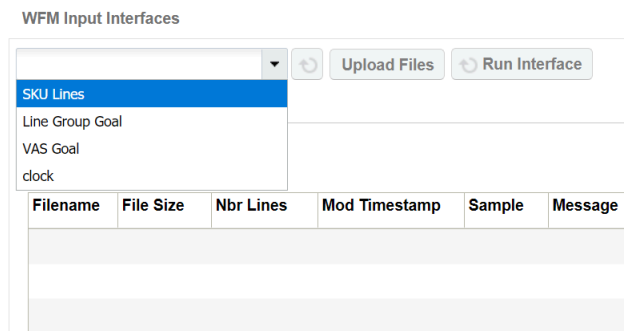 WFM Input Interfaces
Upload Files
Run Interface
SKU Lines
Line Group Goal
VAS Goal
clock
Filename File Size Nbr Lines Mod Timestamp Sample Message